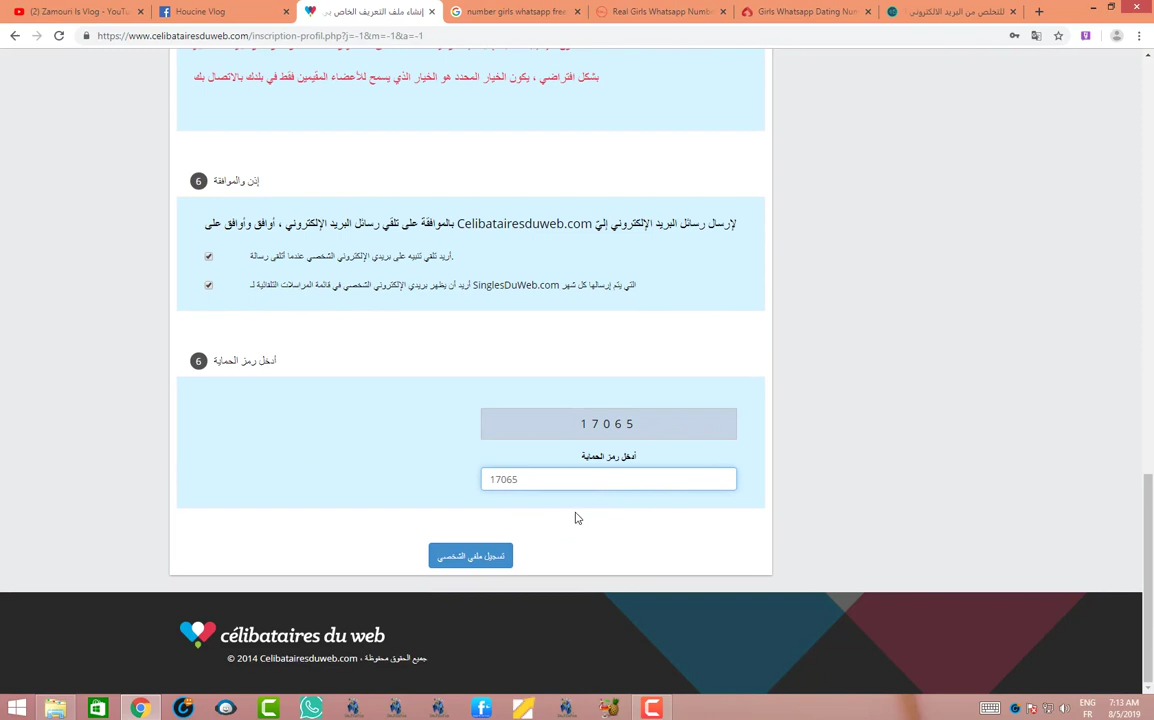 (2) Zamouri Is Vlog - YouTu
Houcine Vlog
إنشاء ملف التعريف الخاص بر
number girls whatsapp free
Real Girls Whatsapp Numb
Girls Whatsapp Dating Nun
للتخلص من البريد الالكتروني
https://www.celibatairesduweb.com/inscription-profil.php?j=-1&m=-1&a=-1
بشكل افتراضي ، يكون الخيار المحدد هو الخيار الذي يسمح للأعضاء المقيمين فقط في بلدك بالاتصال بك
6 إذن والموافقة
لإرسال رسائل البريد الإلكتروني إليّ Celibatairesduweb.com بالموافقة على تلقي رسائل البريد الإلكتروني ، أوافق وأوافق على
أريد تلقي تنبيه على بريدي الإلكتروني الشخصي عندما أتلقى رسالة.
التي يتم إرسالها كل شهر SinglesDuWeb.com أريد أن يظهر بريدي الإلكتروني الشخصي في قائمة المراسلات التلقائية لـ
6 أدخل رمز الحماية
1 7 0 6 5
أدخل رمز الحماية
17065
تسجيل ملفي الشخصي
célibataires du web
© 2014 Celibatairesduweb.com ، جميع الحقوق محفوظة
ENG
FR
7:13 AM
8/5/2019